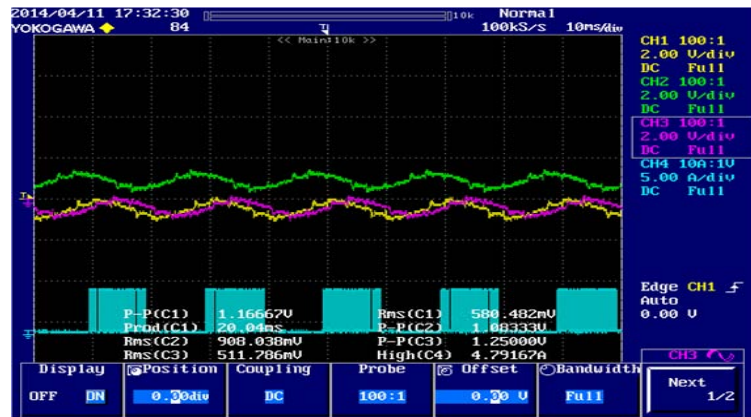 2014/04/11 17:32:30 10k Normal
YOKOGAWA 84 100kS/s 10ms/div
<< Main:10k >>
CH1 100:1
2.00 V/div
DC Full
CH2 100:1
2.00 V/div
DC Full
CH3 100:1
2.00 V/div
DC Full
CH4 10A:1V
5.00 A/div
DC Full
Edge CH1
Auto
0.00 V
P-P(C1) 1.16667V Rms(C1) 580.482mV
Prod(C1) 20.04ms P-P(C2) 1.08333V
Rms(C2) 908.038mV P-P(C3) 1.25000V
Rms(C3) 511.786mV High(C4) 4.79167A
CH3
Display Position Coupling Probe Offset Bandwidth Next
OFF ON 0.00div DC 100:1 0.00 V Full 1/2